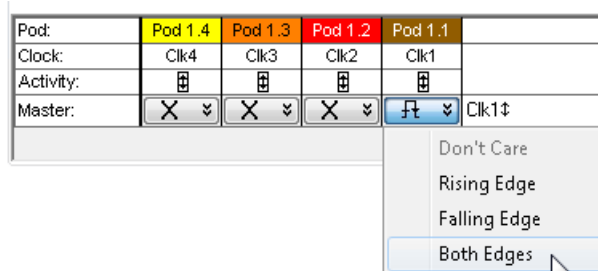 Pod: Pod 1.4 Pod 1.3 Pod 1.2 Pod 1.1
Clock: Clk4 Clk3 Clk2 Clk1
Activity: ↕ ↕ ↕ ↕
Master: X X X Clk1↕
Don't Care
Rising Edge
Falling Edge
Both Edges